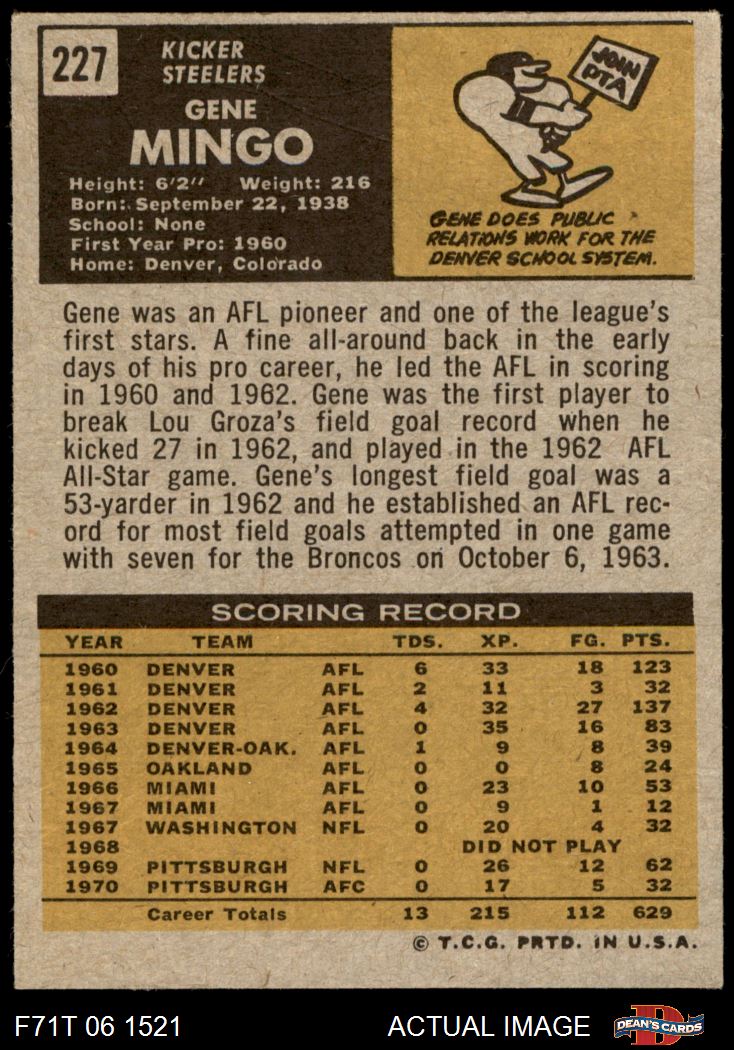 227
KICKER
STEELERS
GENE
MINGO
Height: 6'2" Weight: 216
Born: September 22, 1938
School: None
First Year Pro: 1960
Home: Denver, Colorado
JOIN
PTA
GENE DOES PUBLIC
RELATIONS WORK FOR THE
DENVER SCHOOL SYSTEM.
Gene was an AFL pioneer and one of the league's
first stars. A fine all-around back in the early
days of his pro career, he led the AFL in scoring
in 1960 and 1962. Gene was the first player to
break Lou Groza's field goal record when he
kicked 27 in 1962, and played in the 1962 AFL
All-Star game. Gene's longest field goal was a
53-yarder in 1962 and he established an AFL rec-
ord for most field goals attempted in one game
with seven for the Broncos on October 6, 1963.
SCORING RECORD
YEAR TEAM TDS. XP. FG. PTS.
1960 DENVER AFL 6 33 18 123
1961 DENVER AFL 2 11 3 32
1962 DENVER AFL 4 32 27 137
1963 DENVER AFL 0 35 16 83
1964 DENVER-OAK. AFL 1 9 8 39
1965 OAKLAND AFL 0 0 8 24
1966 MIAMI AFL 0 23 10 53
1967 MIAMI AFL 0 9 1 12
1967 WASHINGTON NFL 0 20 4 32
1968 DID NOT PLAY
1969 PITTSBURGH NFL 0 26 12 62
1970 PITTSBURGH AFC 0 17 5 32
Career Totals 13 215 112 629
© T.C.G. PRTD. IN U.S.A.
F71T 06 1521 ACTUAL IMAGE
D
DEAN'S CARDS